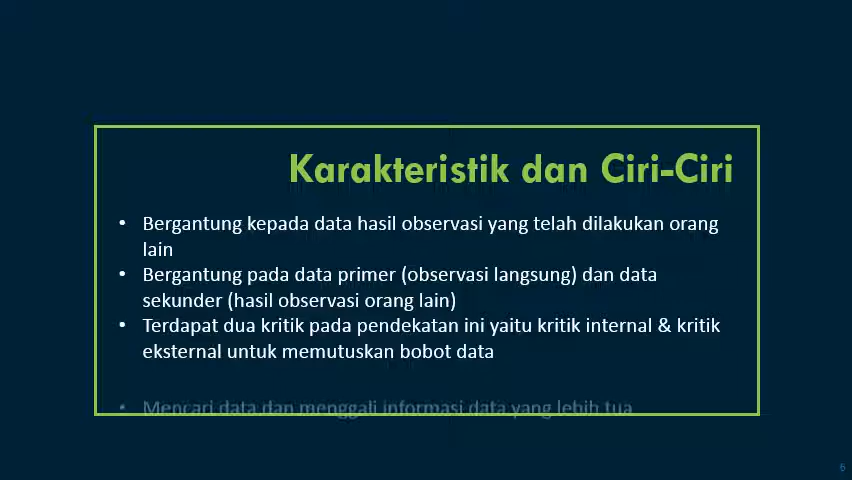 Karakteristik dan Ciri-Ciri
• Bergantung kepada data hasil observasi yang telah dilakukan orang
lain
• Bergantung pada data primer (observasi langsung) dan data
sekunder (hasil observasi orang lain)
• Terdapat dua kritik pada pendekatan ini yaitu kritik internal & kritik
eksternal untuk memutuskan bobot data
• Mencari data dan menggali informasi data yang lebih tua
6